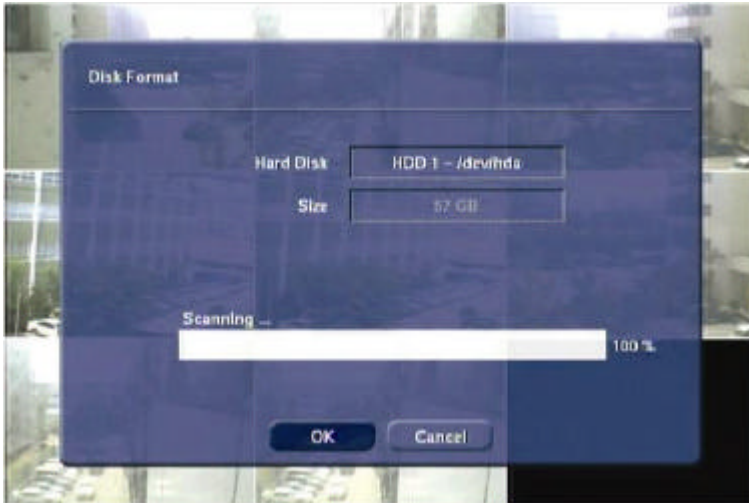 Disk Format
Hard Disk HDD 1 - /dev/hda
Size 57 GB
Scanning ...
100 %
OK Cancel